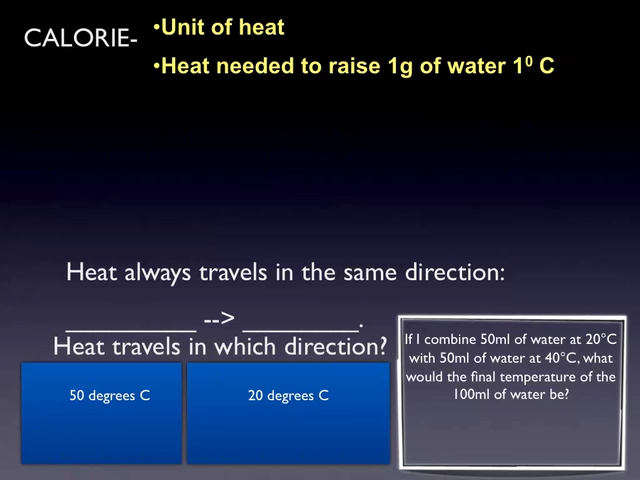 CALORIE-
•Unit of heat
•Heat needed to raise 1g of water 1⁰ C
Heat always travels in the same direction:
__________ --> _________.
Heat travels in which direction?
50 degrees C
20 degrees C
If I combine 50ml of water at 20°C
with 50ml of water at 40°C, what
would the final temperature of the
100ml of water be?